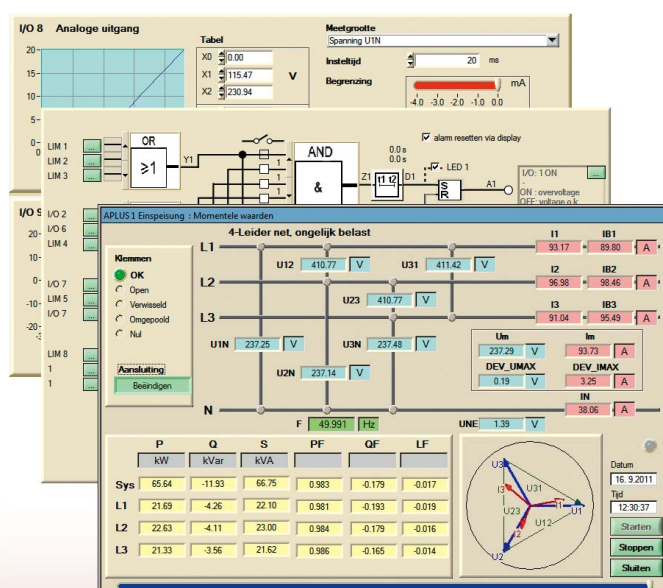 I/O 8 Analoge uitgang
Tabel
Meetgrootte
Spanning U1N
X0 0.00
X1 115.47 V
X2 230.94
Insteltijd 20 ms
Begrenzing
mA
-4.0 -3.0 -2.0 -1.0 0.0
20-
15-
10-
5-
0-
LIM 1 ...
LIM 2 ...
LIM 3 ...
OR
≥1
Y1
AND
&
1
1
0.0 s
0.0 s
Z1 t1 t2 D1
alarm resetten via display
LED 1
S
R
A1
I/O: 1 ON ...
-
ON : overvoltage
OFF: voltage o.k
I/O 9
I/O 2
I/O 6
LIM 4
I/O 7
LIM 5
I/O 7
LIM 8
1
1
20-
10-
0-
-10-
-20-
APLUS 1 Einspeisung : Momentele waarden
4-Leider net, ongelijk belast
Klemmen
OK
Open
Verwisseld
Omgepoold
Nul
Aansluiting
Beëindigen
L1
L2
L3
N
U12 410.77 V
U31 411.42 V
U23 410.77 V
U1N 237.25 V
U3N 237.48 V
U2N 237.14 V
I1 IB1
93.17 89.80 A
I2 IB2
96.98 98.46 A
I3 IB3
91.04 95.49 A
Um Im
237.29 V 93.73 A
DEV_UMAX DEV_IMAX
0.19 V 3.25 A
IN
38.06 A
F 49.991 Hz
UNE 1.39 V
P Q S PF QF LF
kW kVar kVA
Sys 65.64 -11.93 66.75 0.983 -0.179 -0.017
L1 21.69 -4.26 22.10 0.981 -0.193 -0.019
L2 22.63 -4.11 23.00 0.984 -0.179 -0.016
L3 21.33 -3.56 21.62 0.986 -0.165 -0.014
U3
I3
U31
I1
U1
U23
U12
I2
U2
Datum
16. 9.2011
Tijd
12:30:37
Starten
Stoppen
Sluiten